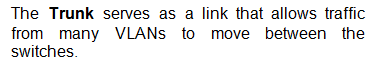 The Trunk serves as a link that allows traffic
from many VLANs to move between the
switches.